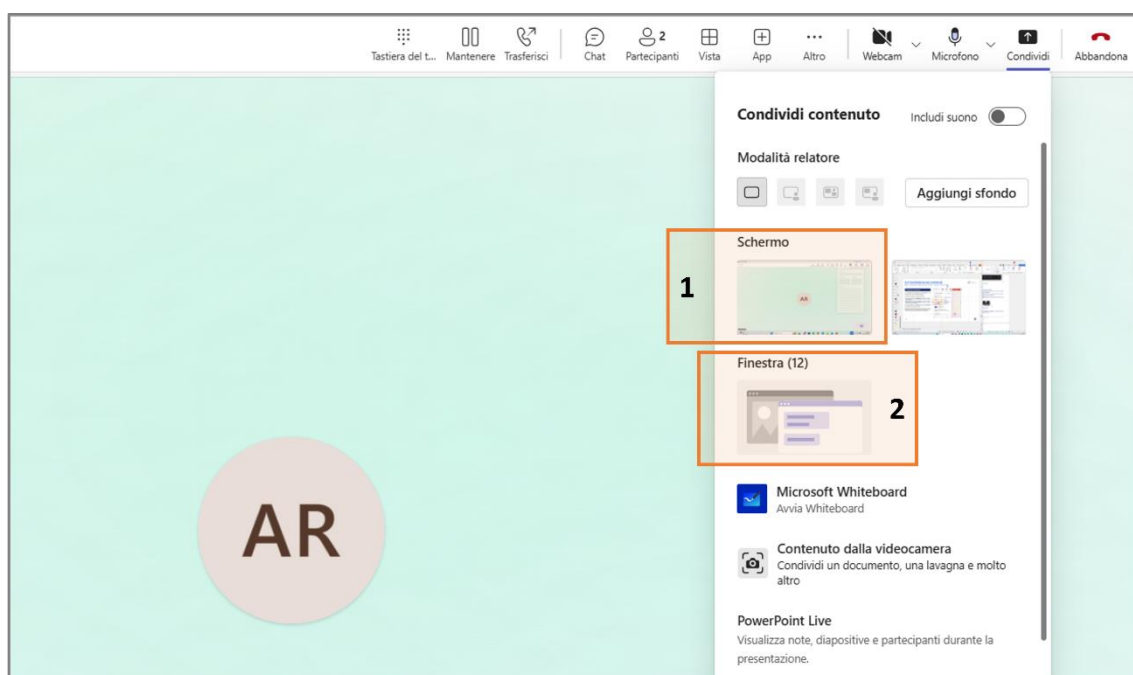 Tastiera del t... Mantenere Trasferisci Chat 2 Partecipanti Vista App Altro Webcam Microfono Condividi Abbandona
Condividi contenuto Includi suono
Modalità relatore
Aggiungi sfondo
Schermo
1
AR
Finestra (12)
2
Microsoft Whiteboard
Avvia Whiteboard
Contenuto dalla videocamera
Condividi un documento, una lavagna e molto
altro
AR
PowerPoint Live
Visualizza note, diapositive e partecipanti durante la
presentazione.